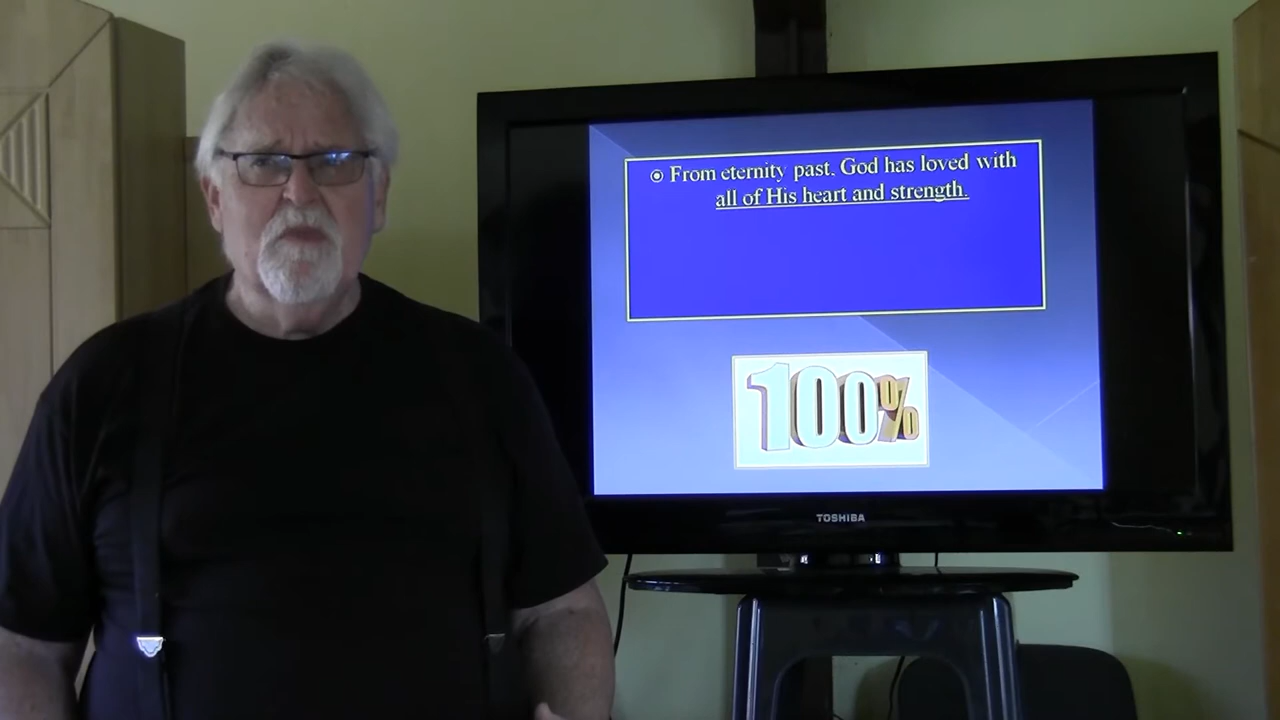 From eternity past, God has loved with
all of His heart and strength.
100%
TOSHIBA